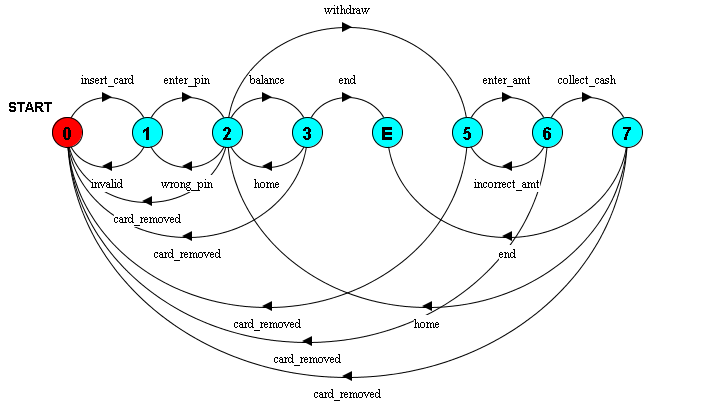 withdraw
insert_card
enter_pin
balance
end
enter_amt
collect_cash
START
0
1
2
3
E
5
6
7
invalid
wrong_pin
home
incorrect_amt
card_removed
card_removed
end
card_removed
home
card_removed
card_removed